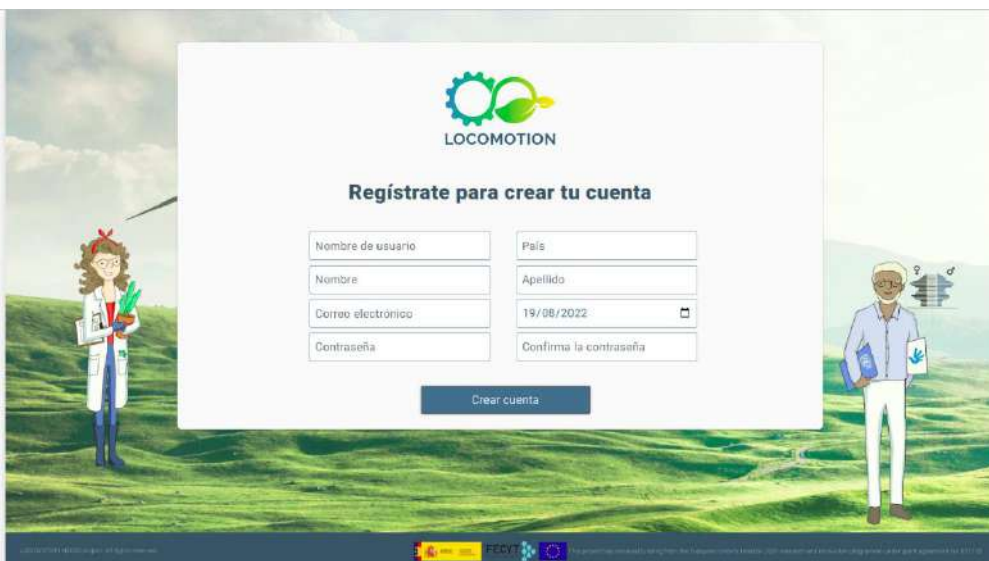 LOCOMOTION
Regístrate para crear tu cuenta
Nombre de usuario
País
Nombre
Apellido
Correo electrónico
19/08/2022
Contraseña
Confirma la contraseña
Crear cuenta
FECYT